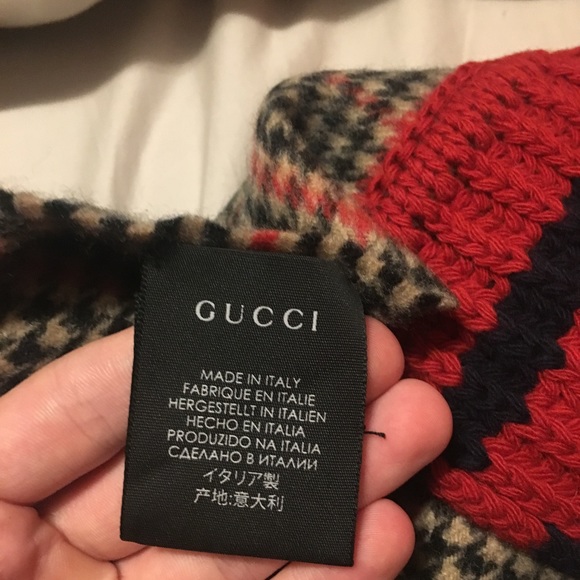 GUCCI
MADE IN ITALY
FABRIQUE EN ITALIE
HERGESTELLT IN ITALIEN
HECHO EN ITALIA
PRODUZIDO NA ITALIA
СДЕЛАНО В ИТАЛИИ
イタリア製
产地:意大利